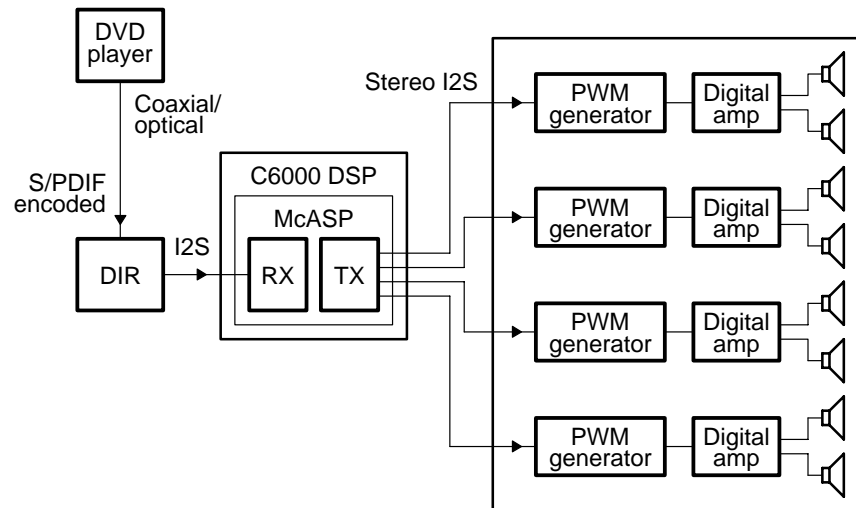 DVD
player
Coaxial/
optical
S/PDIF
encoded
DIR
I2S
C6000 DSP
McASP
RX
TX
Stereo I2S
PWM
generator
Digital
amp
PWM
generator
Digital
amp
PWM
generator
Digital
amp
PWM
generator
Digital
amp